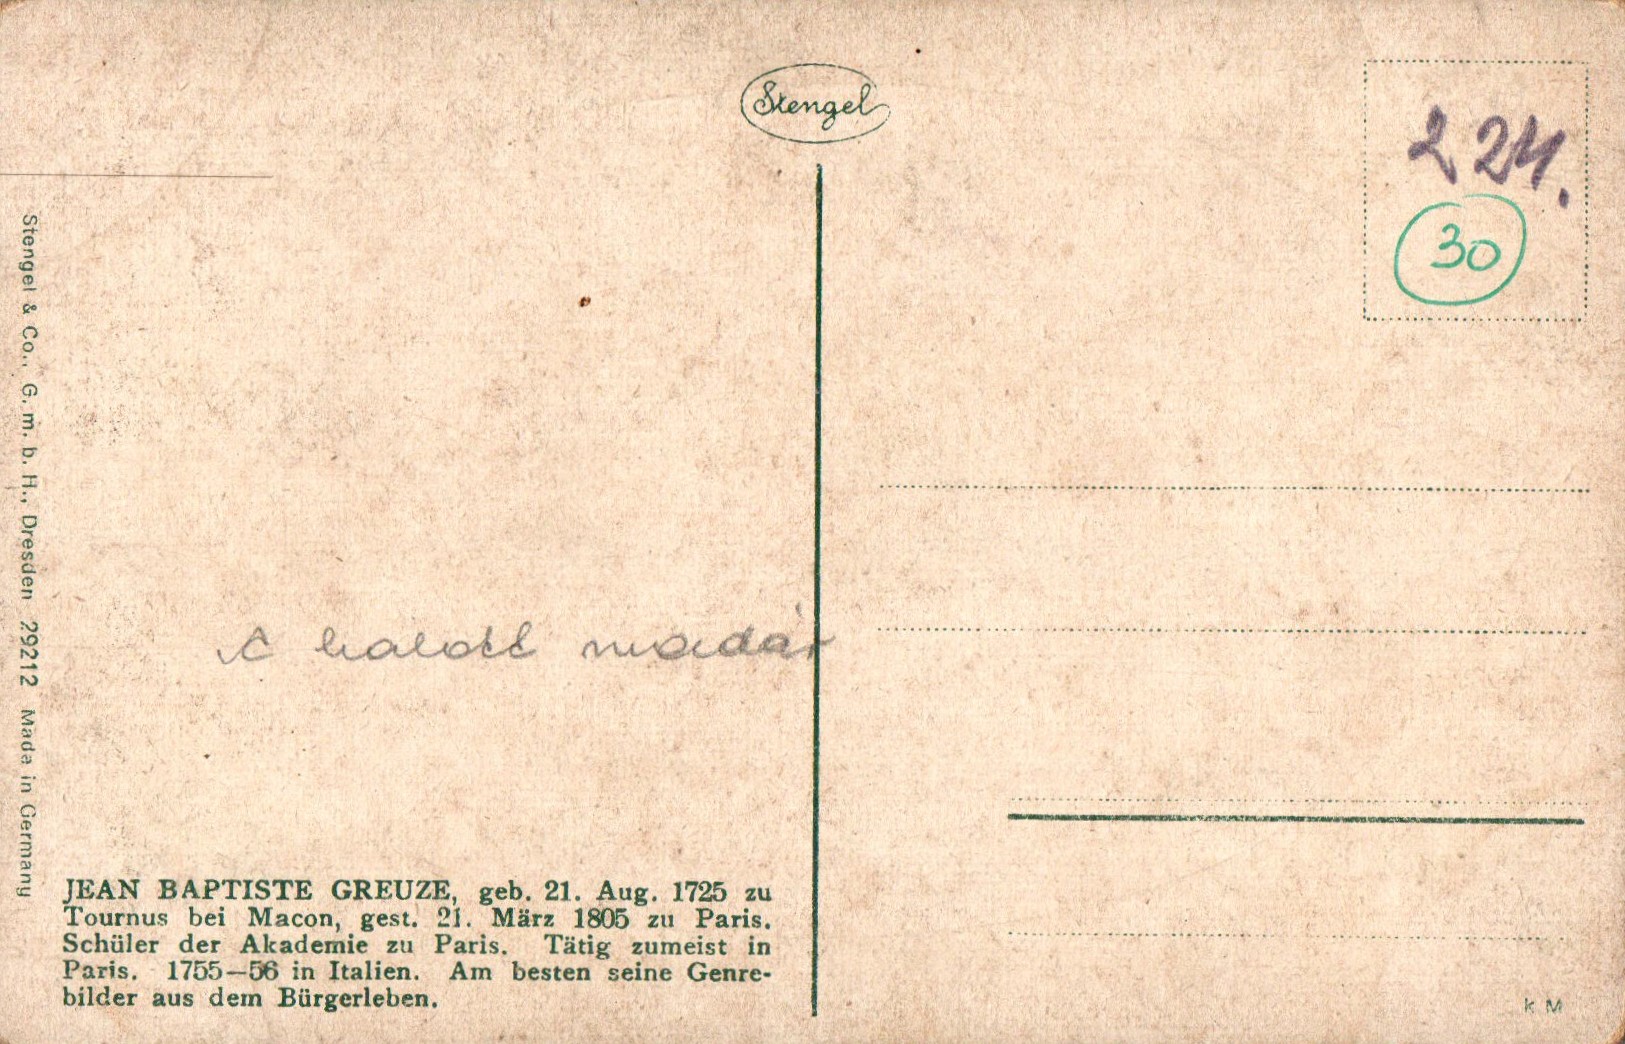 Stengel
2 24.
30
Stengel & Co., G. m. b. H., Dresden 29212 Made in Germany
A halott madár
JEAN BAPTISTE GREUZE, geb. 21. Aug. 1725 zu
Tournus bei Macon, gest. 21. März 1805 zu Paris.
Schüler der Akademie zu Paris. Tätig zumeist in
Paris. 1755—56 in Italien. Am besten seine Genre-
bilder aus dem Bürgerleben.
k M